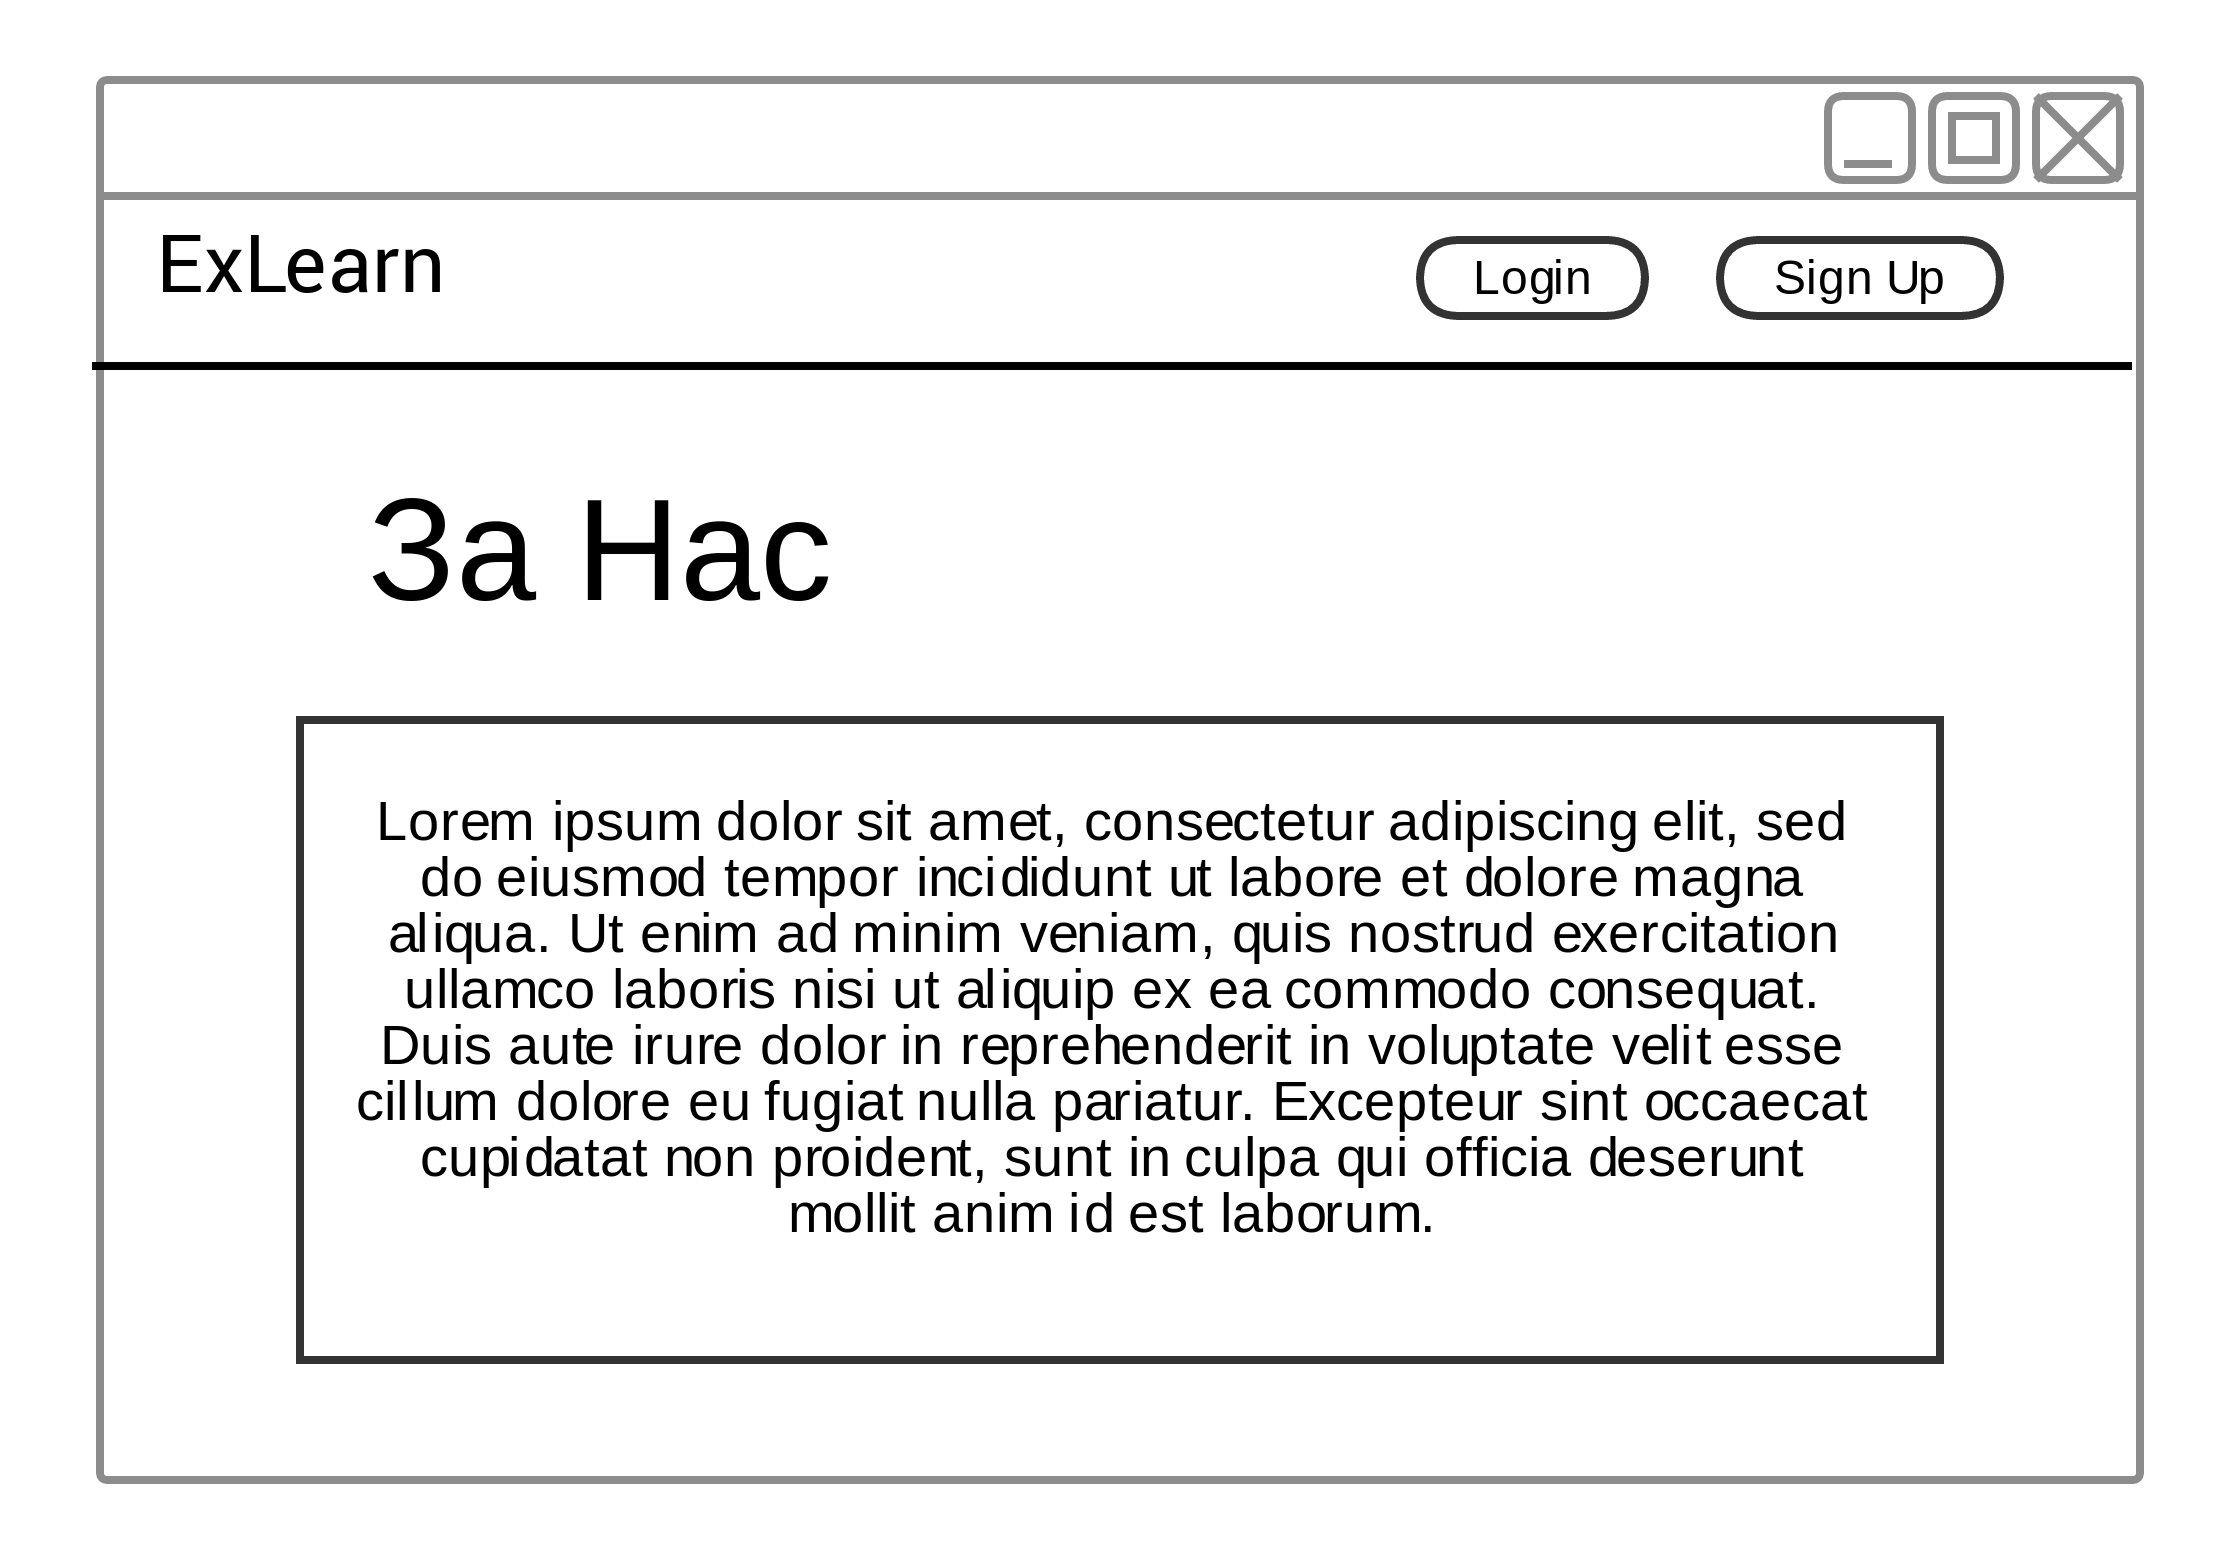 ExLearn
Login
Sign Up
За Нас
Lorem ipsum dolor sit amet, consectetur adipiscing elit, sed
do eiusmod tempor incididunt ut labore et dolore magna
aliqua. Ut enim ad minim veniam, quis nostrud exercitation
ullamco laboris nisi ut aliquip ex ea commodo consequat.
Duis aute irure dolor in reprehenderit in voluptate velit esse
cillum dolore eu fugiat nulla pariatur. Excepteur sint occaecat
cupidatat non proident, sunt in culpa qui officia deserunt
mollit anim id est laborum.